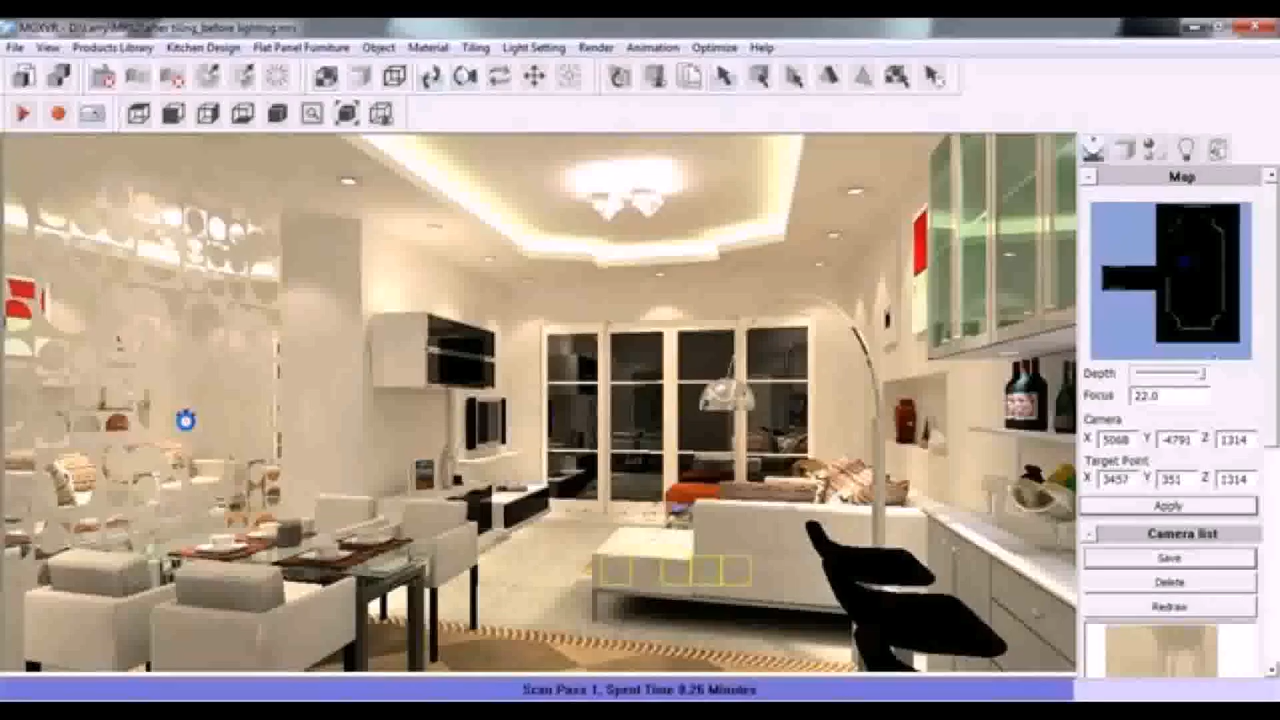 File View Products Library Kitchen Design Flat Panel Furniture Object Material Tiling Light Setting Render Animation Optimize Help
Map
Depth
Focus 22.0
Camera
X 5068 Y -4791 Z 1314
Target Point
X 3457 Y 351 Z 1314
Apply
Camera list
Save
Delete
Redraw
Scan Pass 1, Spent Time 0.26 Minutes